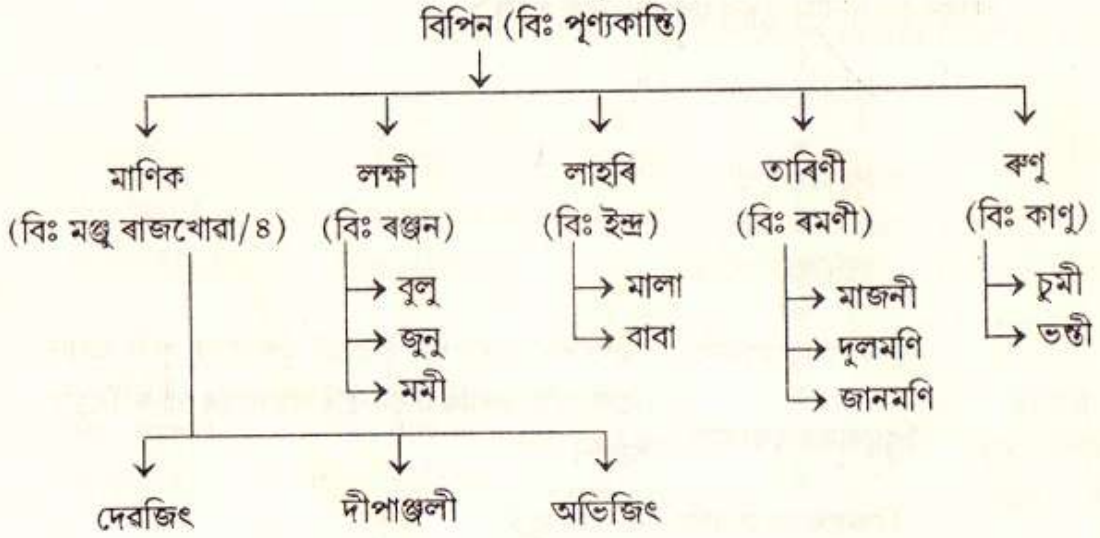 বিপিন (বিঃ পূণ্যকান্তি)
মাণিক লক্ষী লাহৰি তাৰিণী ৰুণু
(বিঃ মঞ্জু ৰাজখোৱা/৪) (বিঃ ৰঞ্জন) (বিঃ ইন্দ্ৰ) (বিঃ ৰমণী) (বিঃ কাণু)
বুলু মালা মাজনী চুমী
জুনু বাবা দুলমণি ভন্তী
মমী জানমণি
দেৱজিৎ দীপাঞ্জলী অভিজিৎ